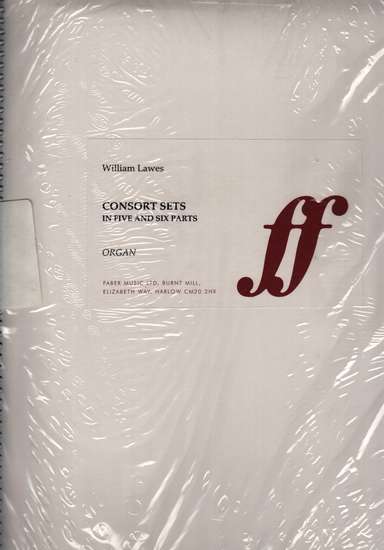 William Lawes
CONSORT SETS
IN FIVE AND SIX PARTS
ORGAN
ff
FABER MUSIC LTD, BURNT MILL,
ELIZABETH WAY, HARLOW CM20 2HX